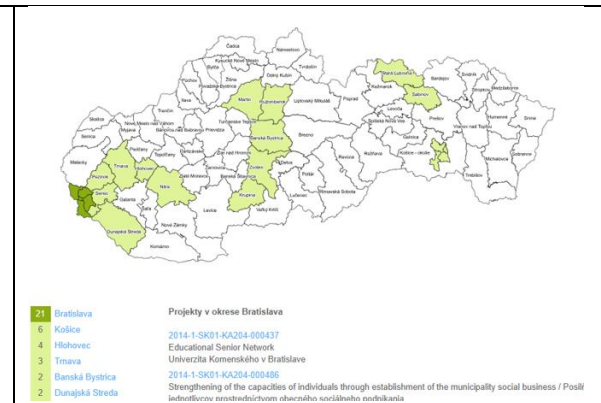 Čadca
Námestovo
Kysucké Nové Mesto
Tvrdošín
Bytča
Žilina
Dolný Kubín
Stará Ľubovňa
Bardejov
Svidník
Púchov
Považská Bystrica
Martin
Ružomberok
Liptovský Mikuláš
Poprad
Kežmarok
Sabinov
Stropkov
Medzilaborce
Ilava
Trenčín
Levoča
Prešov
Humenné
Snina
Skalica
Nové Mesto nad Váhom
Myjava
Bánovce nad Bebravou
Prievidza
Turčianske Teplice
Banská Bystrica
Brezno
Spišská Nová Ves
Gelnica
Vranov nad Topľou
Senica
Piešťany
Topoľčany
Partizánske
Žiar nad Hronom
Rožňava
Košice - okolie
Michalovce
Sobrance
Malacky
Trnava
Hlohovec
Zlaté Moravce
Žarnovica
Banská Štiavnica
Zvolen
Detva
Revúca
Trebišov
Pezinok
Nitra
Krupina
Poltár
Lučenec
Rimavská Sobota
Senec
Galanta
Šaľa
Levice
Veľký Krtíš
Dunajská Streda
Nové Zámky
Komárno
21 Bratislava
6 Košice
4 Hlohovec
3 Trnava
2 Banská Bystrica
2 Dunajská Streda
Projekty v okrese Bratislava
2014-1-SK01-KA204-000437
Educational Senior Network
Univerzita Komenského v Bratislave
2014-1-SK01-KA204-000486
Strengthening of the capacities of individuals through establishment of the municipality social business / Posil
jednotlivcov prostredníctvom obecného sociálneho podnikania